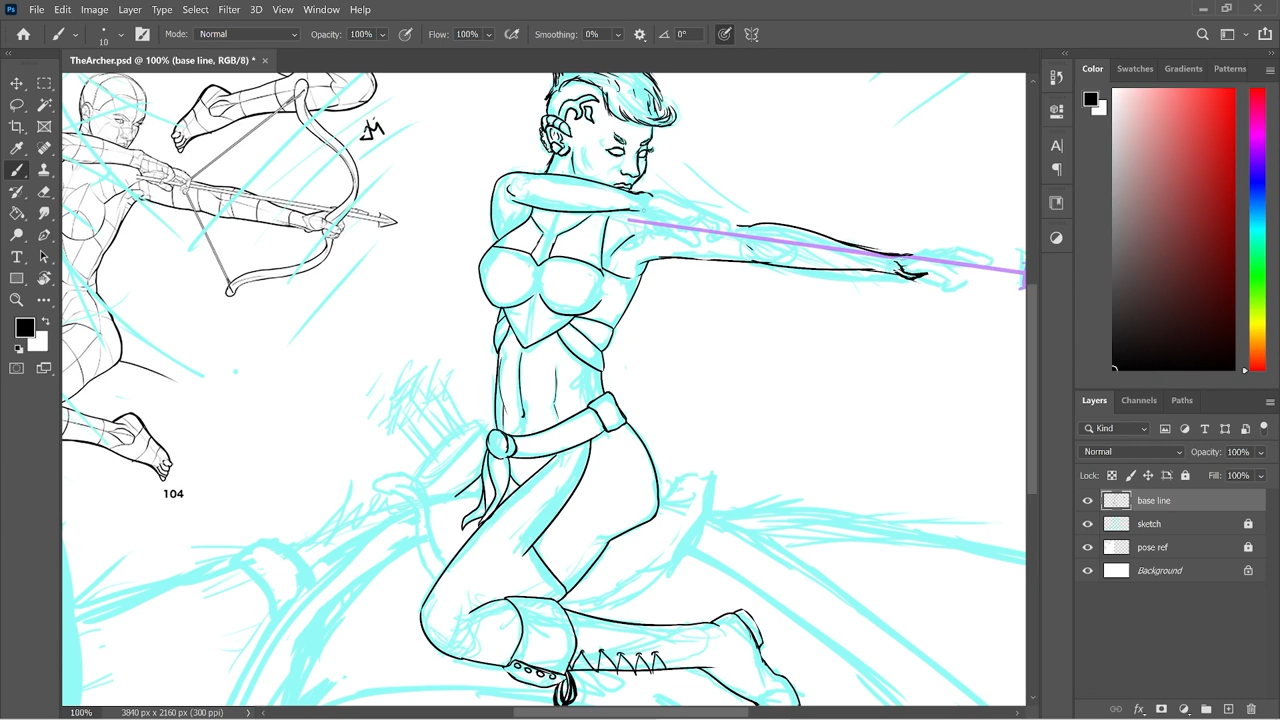 Ps File Edit Image Layer Type Select Filter 3D View Window Help
10 Mode: Normal Opacity: 100% Flow: 100% Smoothing: 0% 0°
TheArcher.psd @ 100% (base line, RGB/8) * ×
Color Swatches Gradients Patterns
104
Layers Channels Paths
Kind
Normal Opacity: 100%
Lock: Fill: 100%
base line
sketch
pose ref
Background
100% 3840 px x 2160 px (300 ppi)